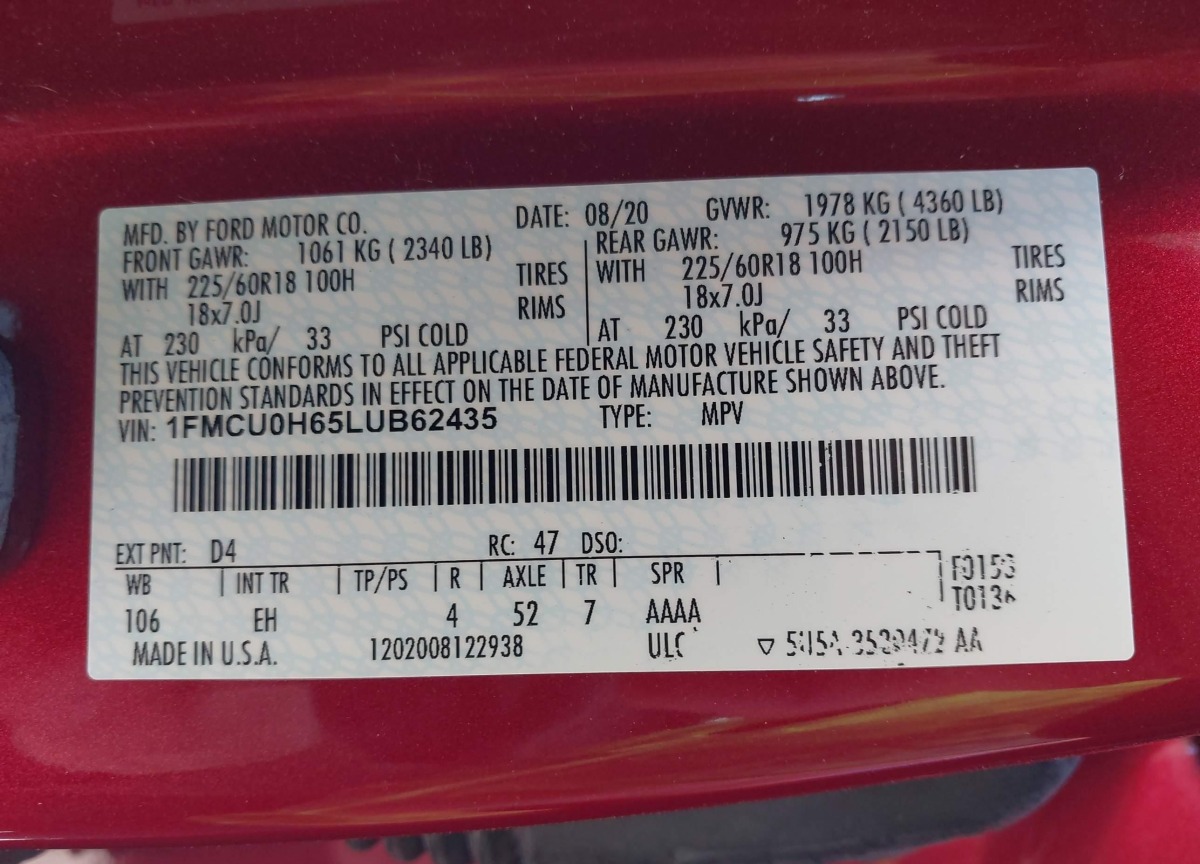 MFD. BY FORD MOTOR CO. DATE: 08/20 GVWR: 1978 KG ( 4360 LB)
FRONT GAWR: 1061 KG ( 2340 LB) REAR GAWR: 975 KG ( 2150 LB)
WITH 225/60R18 100H TIRES WITH 225/60R18 100H TIRES
18x7.0J RIMS 18x7.0J RIMS
AT 230 kPa/ 33 PSI COLD AT 230 kPa/ 33 PSI COLD
THIS VEHICLE CONFORMS TO ALL APPLICABLE FEDERAL MOTOR VEHICLE SAFETY AND THEFT
PREVENTION STANDARDS IN EFFECT ON THE DATE OF MANUFACTURE SHOWN ABOVE.
VIN: 1FMCU0H65LUB62435 TYPE: MPV
EXT PNT: D4 RC: 47 DSO:
WB | INT TR | TP/PS | R | AXLE | TR | SPR |
106 EH 4 52 7 AAAA
MADE IN U.S.A. 1202008122938 AA